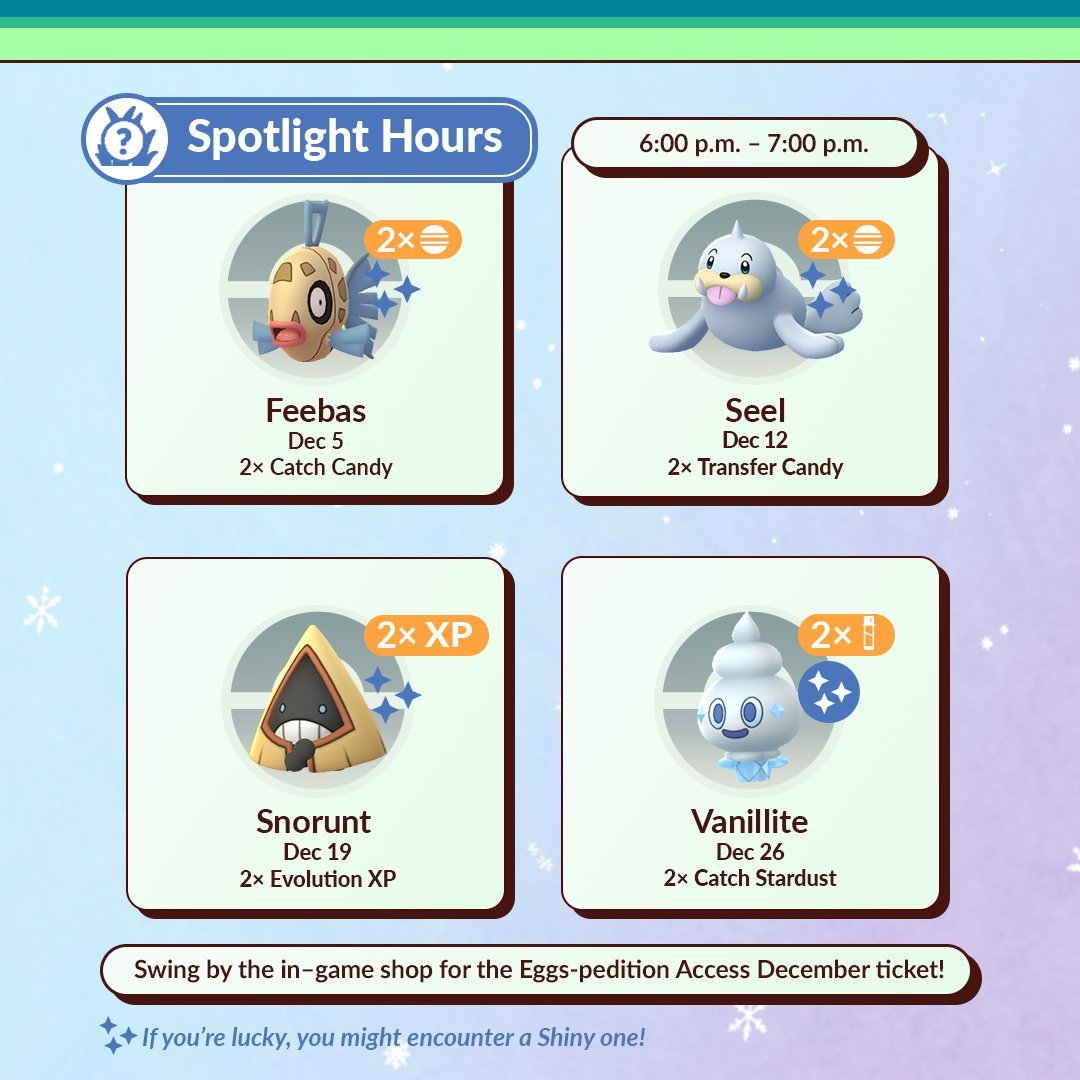 ?
Spotlight Hours
6:00 p.m. – 7:00 p.m.
2×
Feebas
Dec 5
2× Catch Candy
2×
Seel
Dec 12
2× Transfer Candy
2× XP
Snorunt
Dec 19
2× Evolution XP
2×
Vanillite
Dec 26
2× Catch Stardust
Swing by the in–game shop for the Eggs-pedition Access December ticket!
If you’re lucky, you might encounter a Shiny one!